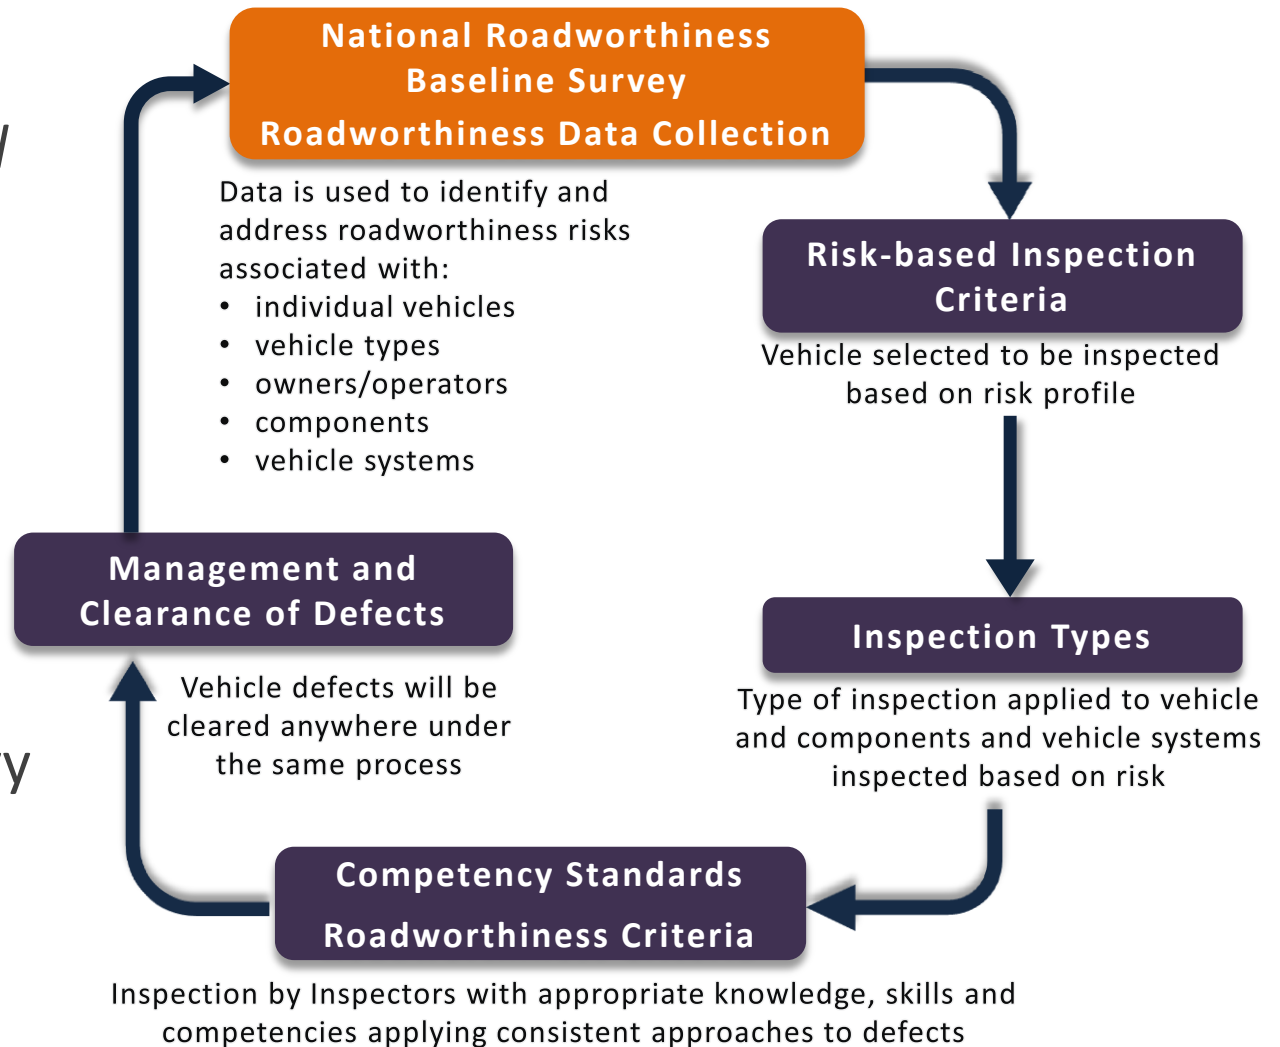 National Roadworthiness
Baseline Survey
Roadworthiness Data Collection
Data is used to identify and
address roadworthiness risks
associated with:
• individual vehicles
• vehicle types
• owners/operators
• components
• vehicle systems
Risk-based Inspection
Criteria
Vehicle selected to be inspected
based on risk profile
Inspection Types
Type of inspection applied to vehicle
and components and vehicle systems
inspected based on risk
Competency Standards
Roadworthiness Criteria
Inspection by Inspectors with appropriate knowledge, skills and
competencies applying consistent approaches to defects
Management and
Clearance of Defects
Vehicle defects will be
cleared anywhere under
the same process